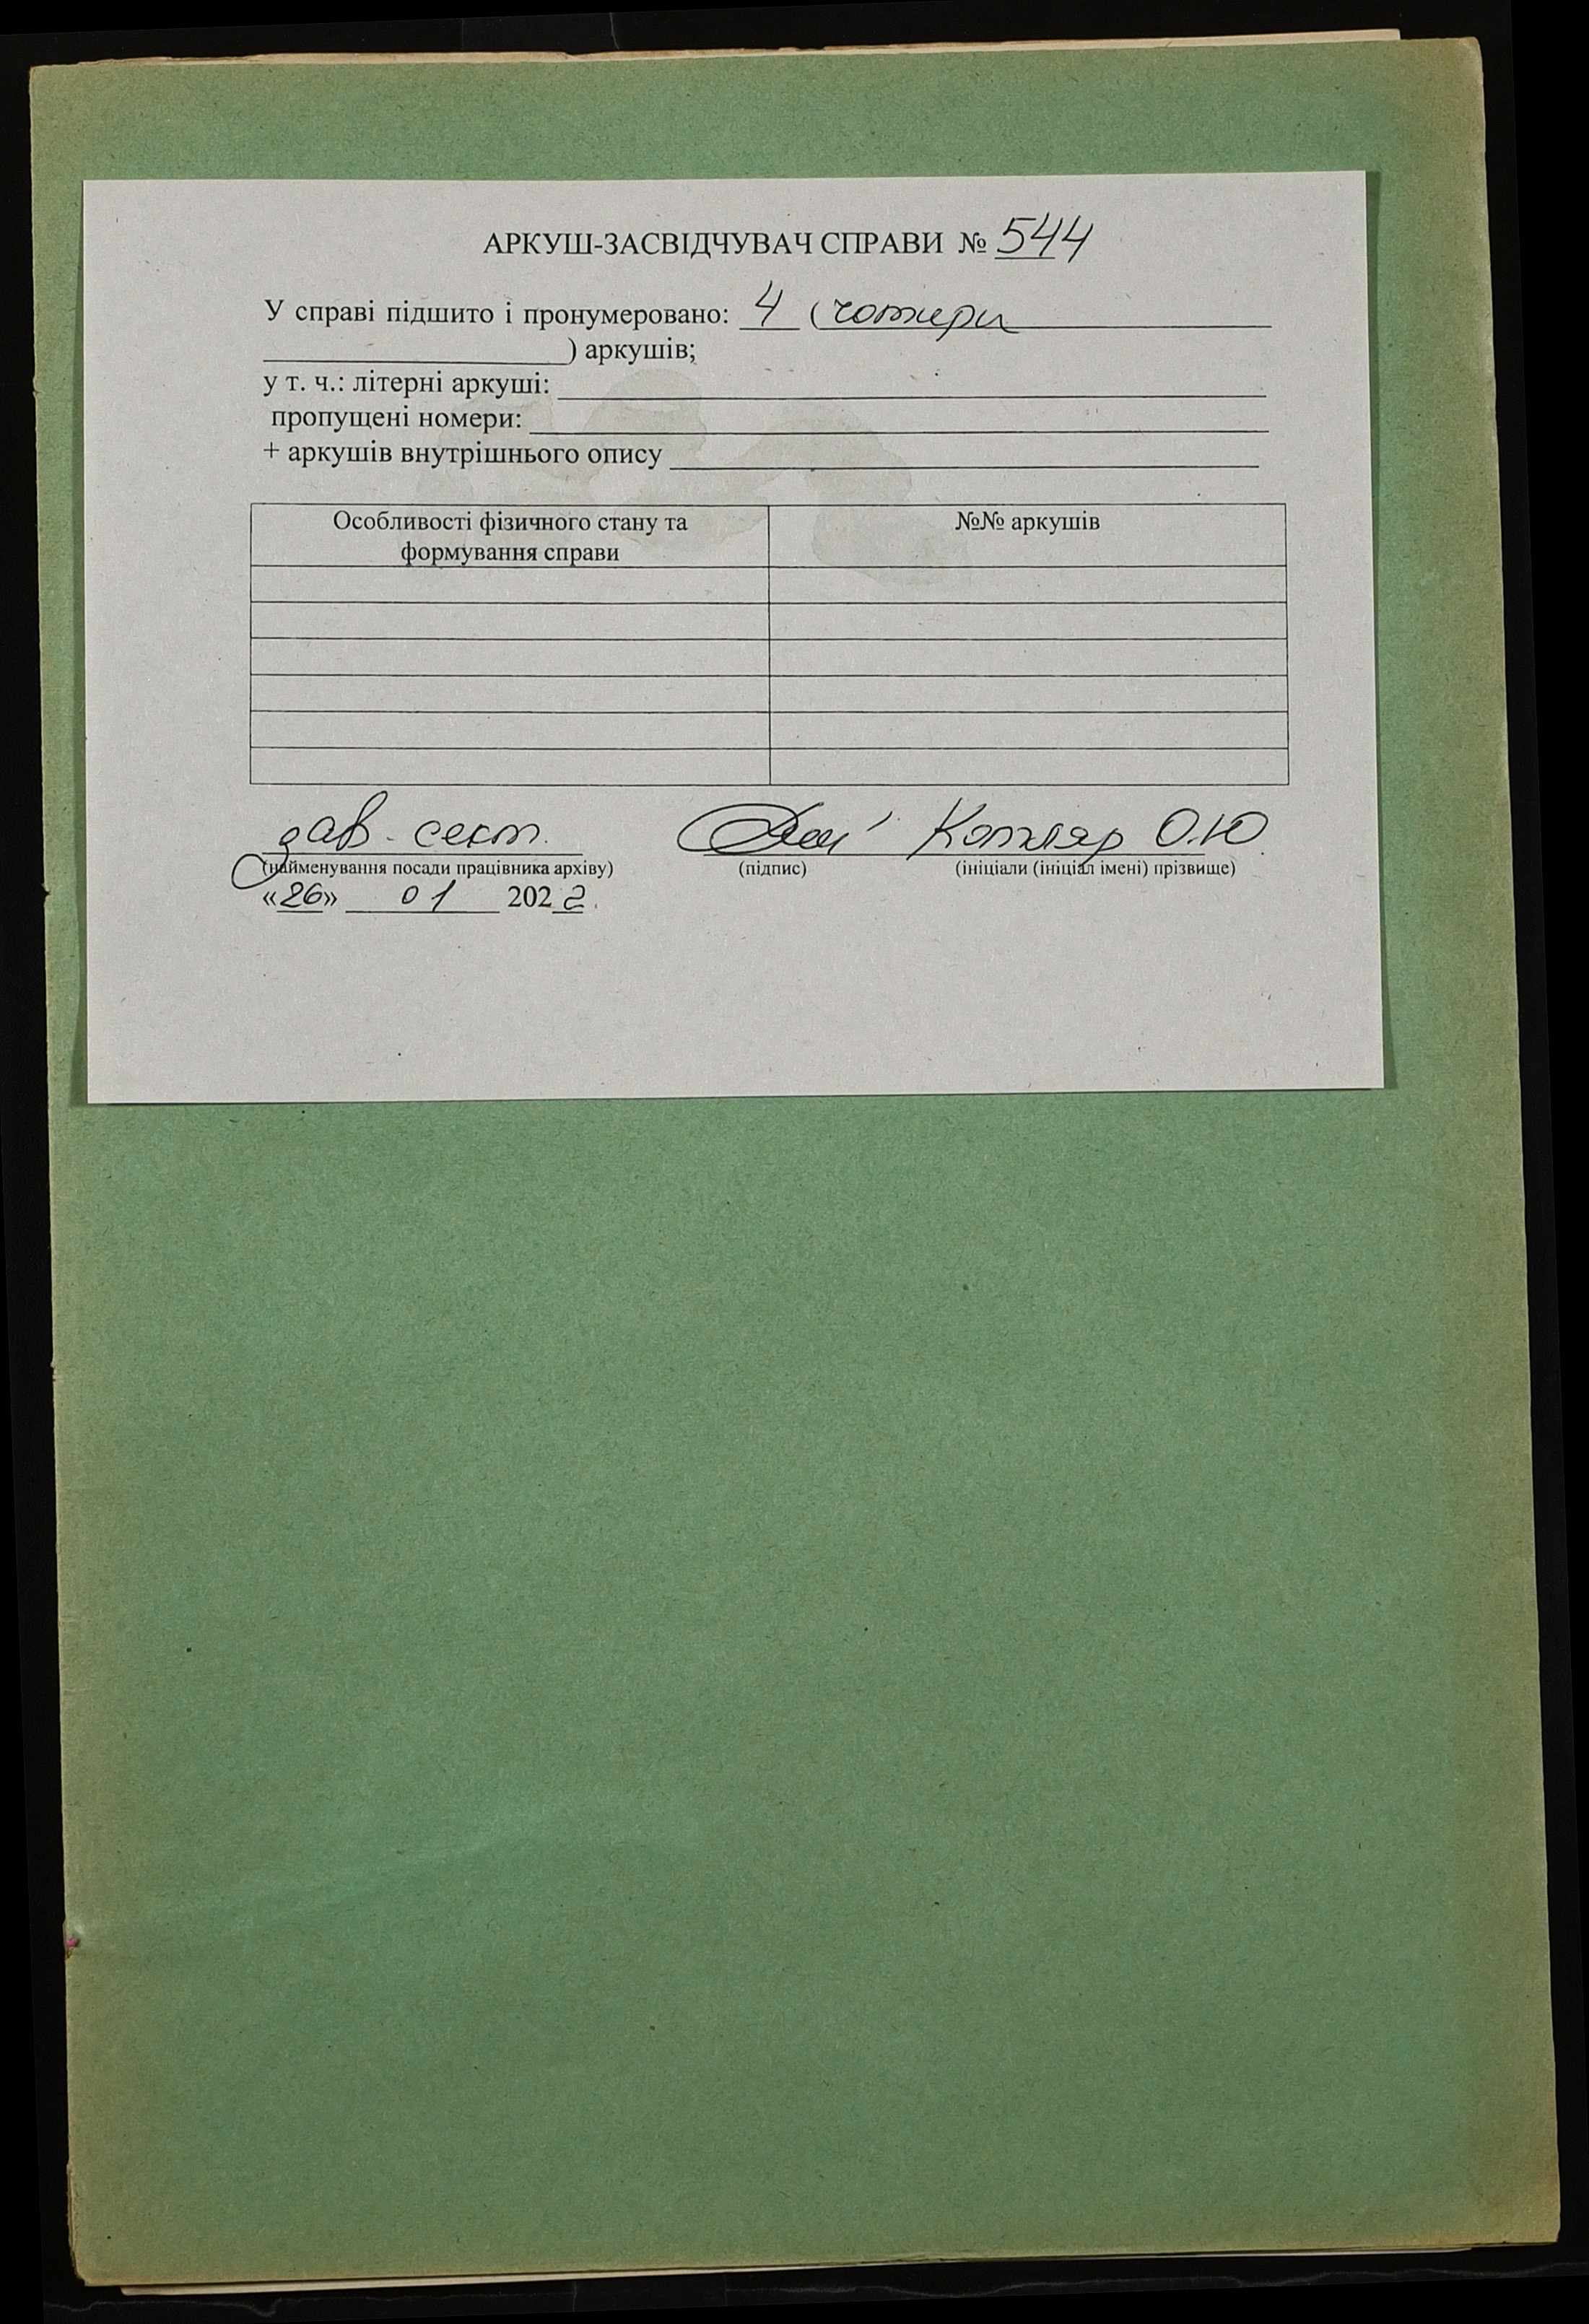 АРКУШ-ЗАСВІДЧУВАЧ СПРАВИ № 544
У справі підшито і пронумеровано: 4 (чотири
) аркушів;
у т. ч.: літерні аркуші:
пропущені номери:
+ аркушів внутрішнього опису
Особливості фізичного стану та №№ аркушів
формування справи
зав. сект. Котляр О.Ю.
(найменування посади працівника архіву) (підпис) (ініціали (ініціал імені) прізвище)
«26» 01 2022.